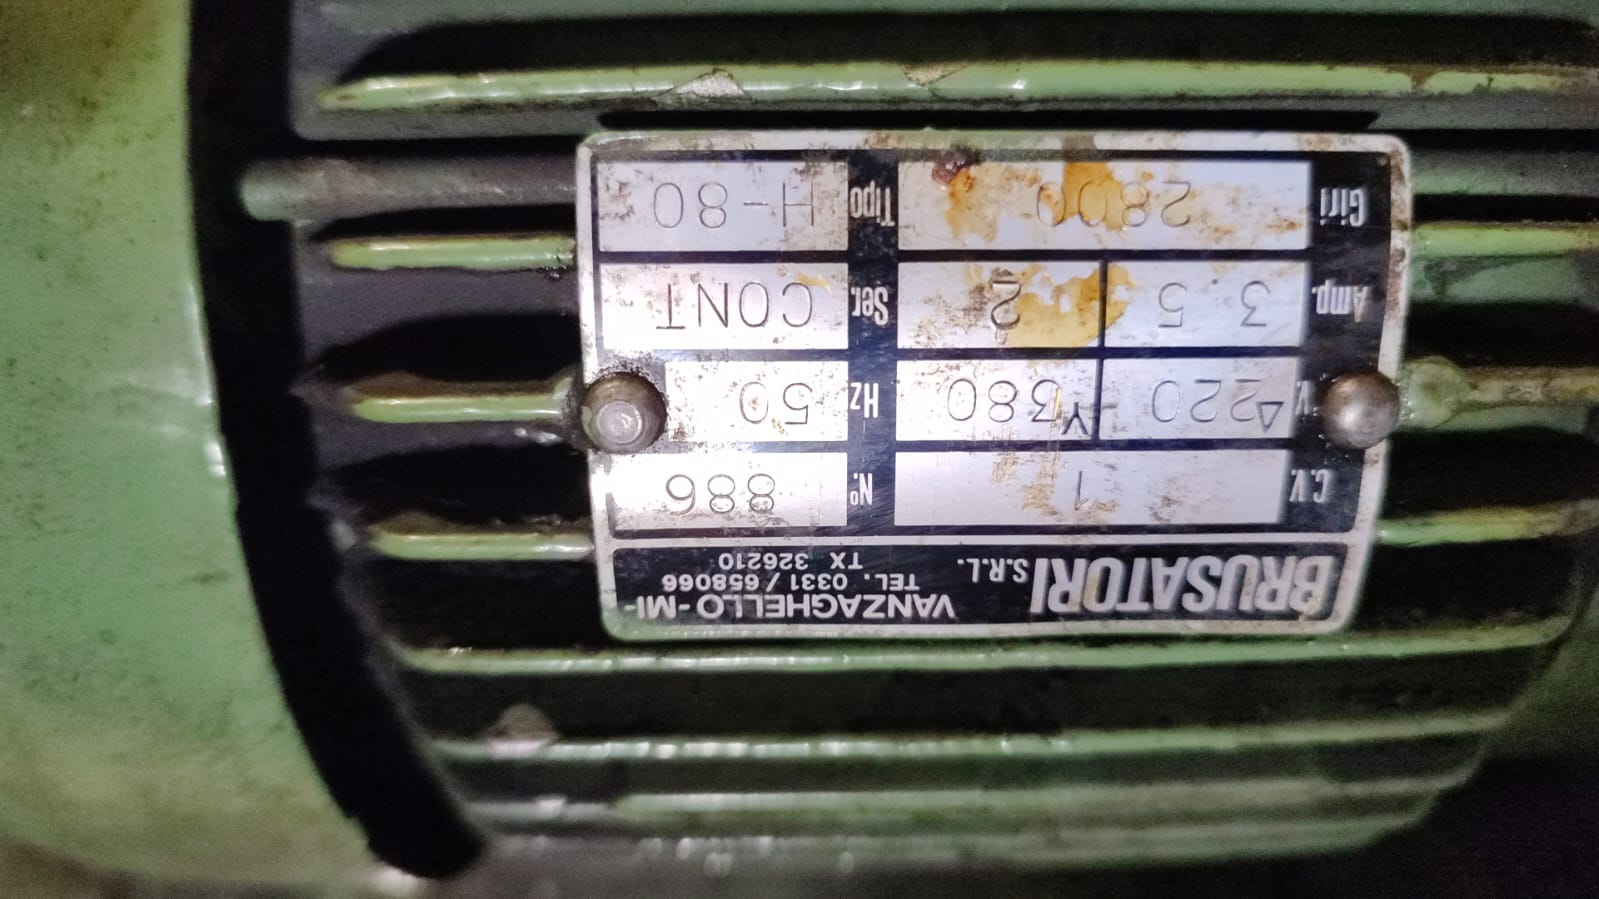 BRUSATORI S.R.L.
VANZAGHELLO-MI-
TEL. 0331/658066
TX 326210
C.V. 1 N.º 886
V. Δ220 Y380 Hz 50
Amp. 3.5 2 Ser. CONT
Giri 2800 Tipo H-80